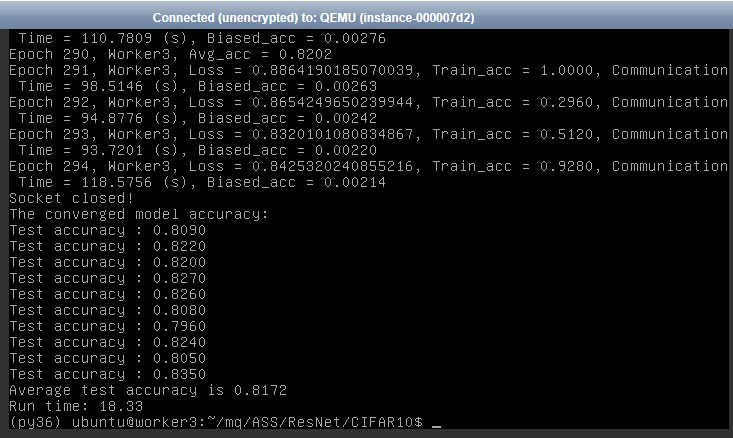 Connected (unencrypted) to: QEMU (instance-000007d2)
Time = 110.7809 (s), Biased_acc = 0.00276
Epoch 290, Worker3, Avg_acc = 0.8202
Epoch 291, Worker3, Loss = 0.8864190185070039, Train_acc = 1.0000, Communication
Time = 98.5146 (s), Biased_acc = 0.00263
Epoch 292, Worker3, Loss = 0.8654249650239944, Train_acc = 0.2960, Communication
Time = 94.8776 (s), Biased_acc = 0.00242
Epoch 293, Worker3, Loss = 0.8320101080834867, Train_acc = 0.5120, Communication
Time = 93.7201 (s), Biased_acc = 0.00220
Epoch 294, Worker3, Loss = 0.8425320240855216, Train_acc = 0.9280, Communication
Time = 118.5756 (s), Biased_acc = 0.00214
Socket closed!
The converged model accuracy:
Test accuracy : 0.8090
Test accuracy : 0.8220
Test accuracy : 0.8200
Test accuracy : 0.8270
Test accuracy : 0.8260
Test accuracy : 0.8080
Test accuracy : 0.7960
Test accuracy : 0.8240
Test accuracy : 0.8050
Test accuracy : 0.8350
Average test accuracy is 0.8172
Run time: 18.33
(py36) ubuntu@worker3:~/mq/ASS/ResNet/CIFAR10$ _